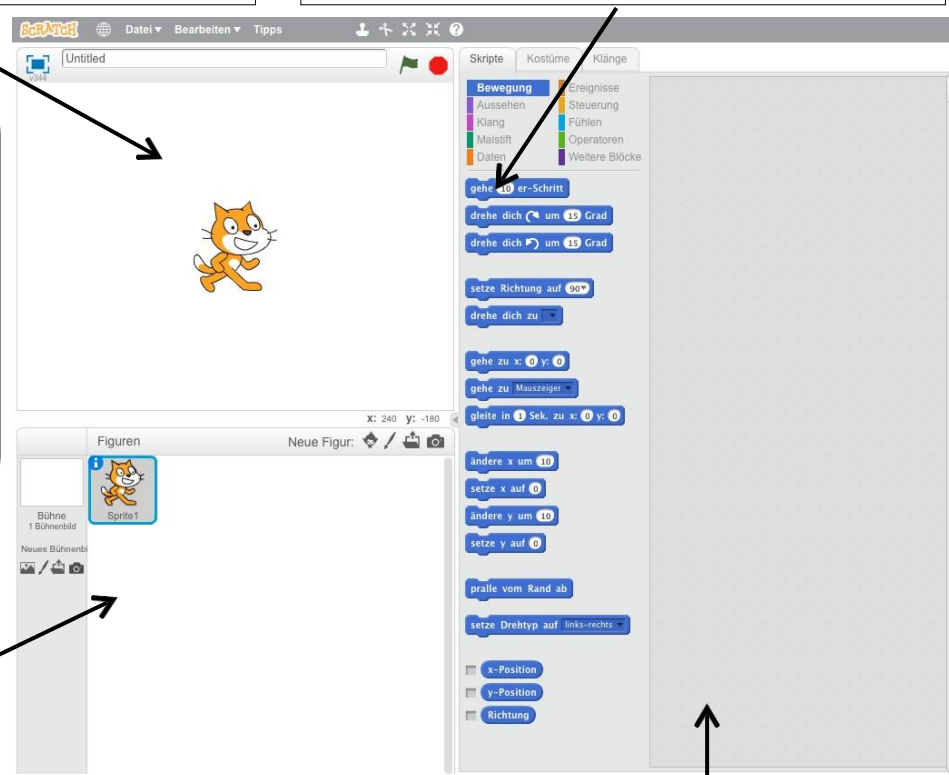 SCRATCH Datei Bearbeiten Tipps
v344
Untitled
x: 240 y: -180
Figuren
Neue Figur:
Bühne
1 Bühnenbild
Sprite1
Neues Bühnenbi
Skripte Kostüme Klänge
Bewegung Ereignisse
Aussehen Steuerung
Klang Fühlen
Malstift Operatoren
Daten Weitere Blöcke
gehe 10 er-Schritt
drehe dich um 15 Grad
drehe dich um 15 Grad
setze Richtung auf 90
drehe dich zu
gehe zu x: 0 y: 0
gehe zu Mauszeiger
gleite in 1 Sek. zu x: 0 y: 0
ändere x um 10
setze x auf 0
ändere y um 10
setze y auf 0
pralle vom Rand ab
setze Drehtyp auf links-rechts
x-Position
y-Position
Richtung